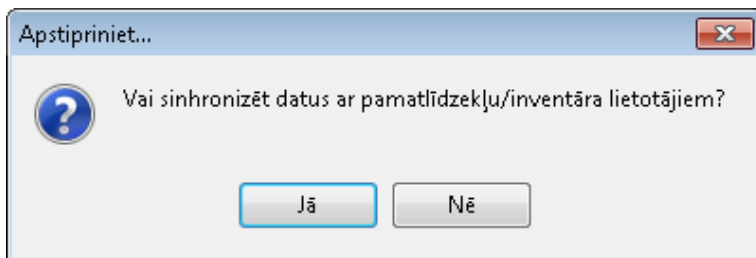 Apstipriniet...
Vai sinhronizēt datus ar pamatlīdzekļu/inventāra lietotājiem?
Jā
Nē